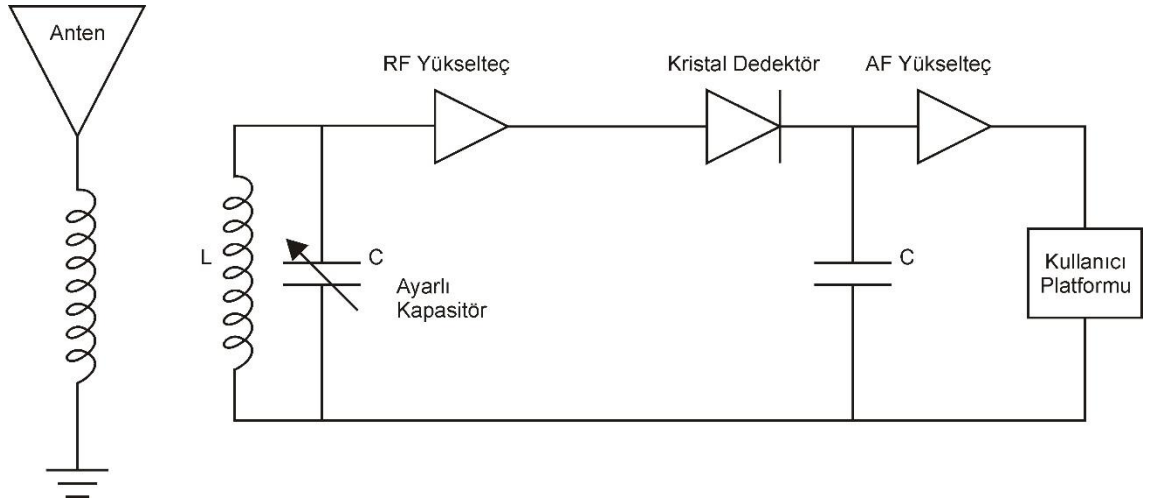 Anten
RF Yükselteç
Kristal Dedektör
AF Yükselteç
L
C
Ayarlı
Kapasitör
C
Kullanıcı
Platformu